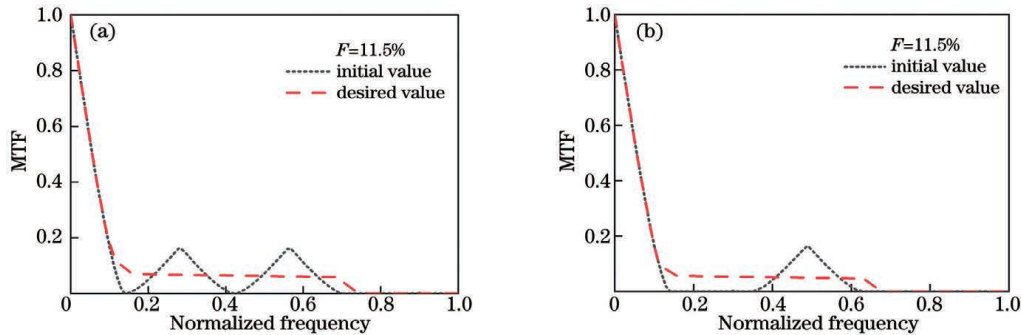 (a)
F=11.5%
initial value
desired value
MTF
1.0
0.8
0.6
0.4
0.2
0 0.2 0.4 0.6 0.8 1.0
Normalized frequency
(b)
F=11.5%
initial value
desired value
MTF
1.0
0.8
0.6
0.4
0.2
0 0.2 0.4 0.6 0.8 1.0
Normalized frequency